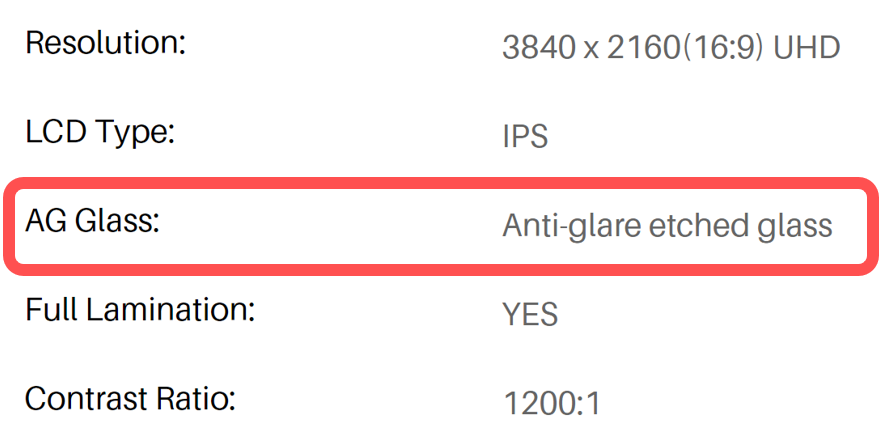 Resolution: 3840 x 2160(16:9) UHD
LCD Type: IPS
AG Glass: Anti-glare etched glass
Full Lamination: YES
Contrast Ratio: 1200:1